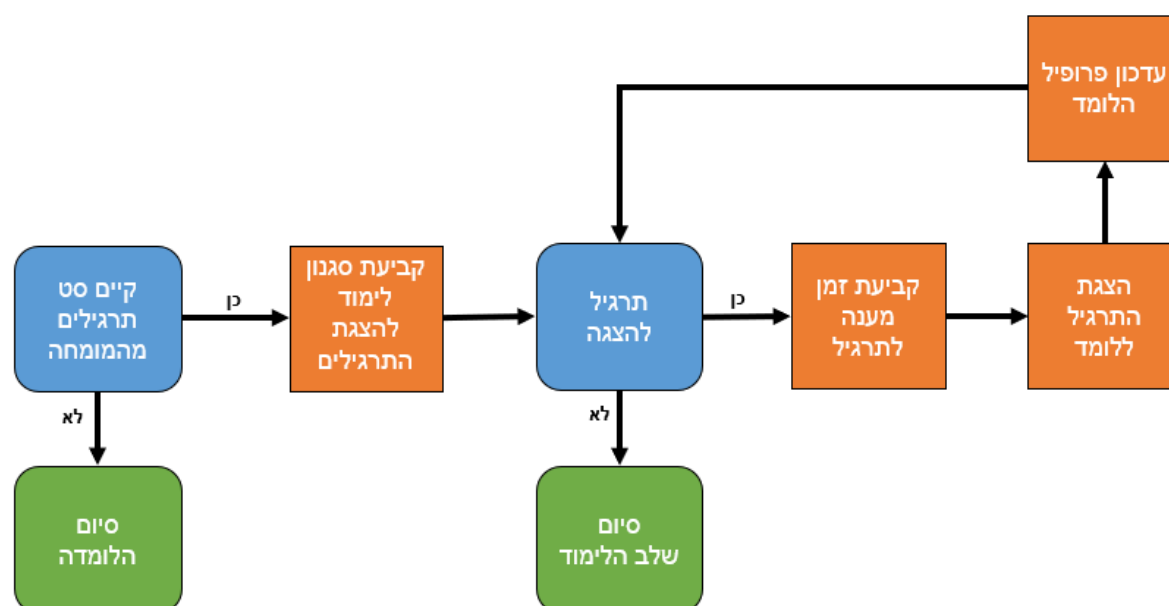 עדכון פרופיל
הלומד
קיים סט
תרגילים
מהמומחה
כן
קביעת סגנון
לימוד
להצגת
התרגילים
תרגיל
להצגה
כן
קביעת זמן
מענה
לתרגיל
הצגת
התרגיל
ללומד
לא
לא
סיום
הלומדה
סיום
שלב הלימוד